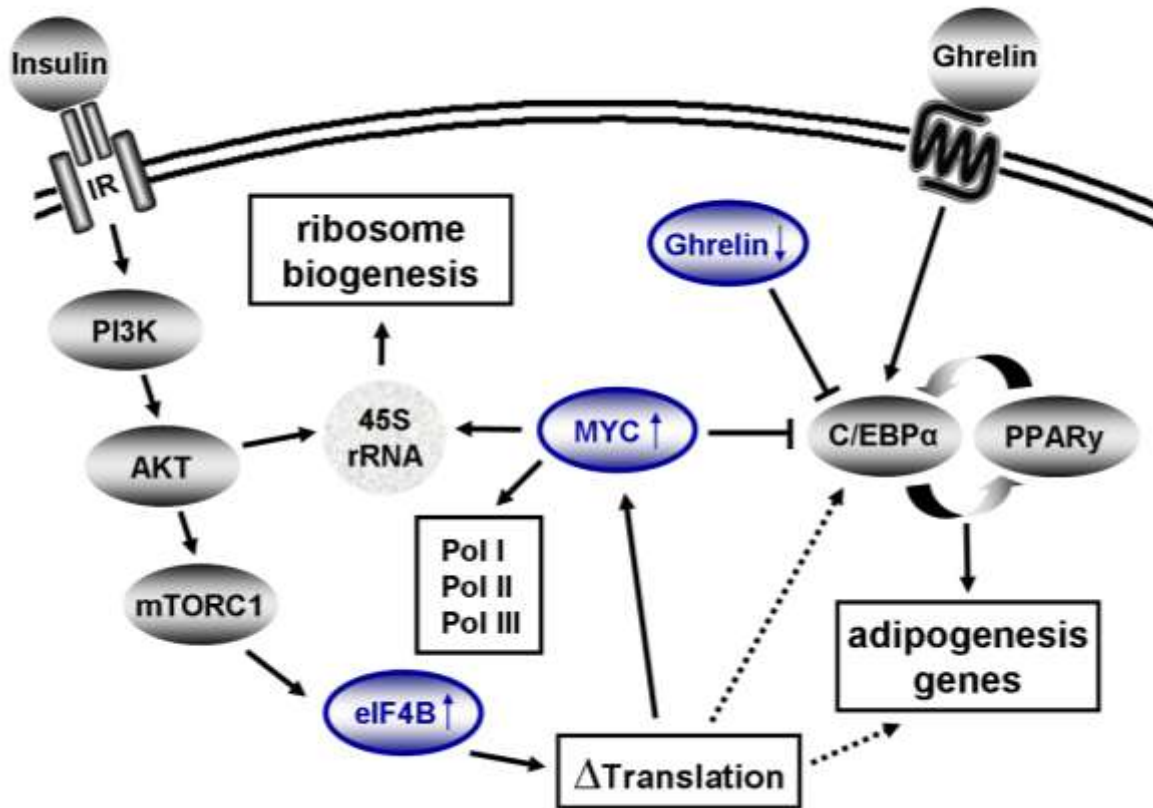 Insulin
Ghrelin
IR
ribosome
biogenesis
Ghrelin↓
PI3K
45S
rRNA
MYC↑
C/EBPα
PPARy
AKT
Pol I
Pol II
Pol III
mTORC1
adipogenesis
genes
eIF4B↑
ΔTranslation